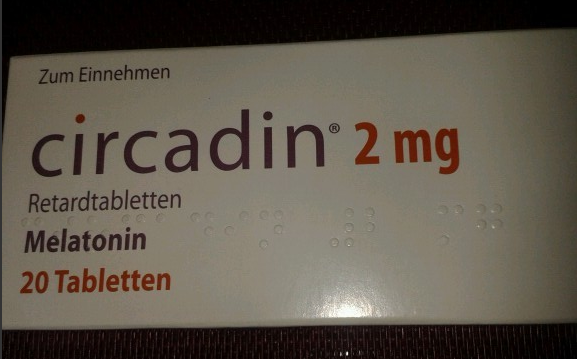 Zum Einnehmen
circadin® 2 mg
Retardtabletten
Melatonin
20 Tabletten